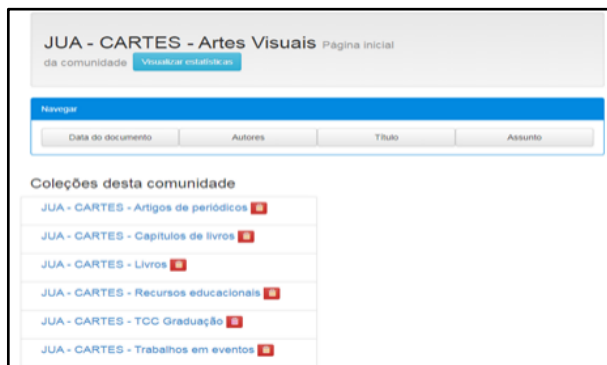 JUA - CARTES - Artes Visuais Página inicial
da comunidade Visualizar estatísticas
Navegar
Data do documento Autores Título Assunto
Coleções desta comunidade
JUA - CARTES - Artigos de periódicos
JUA - CARTES - Capítulos de livros
JUA - CARTES - Livros
JUA - CARTES - Recursos educacionais
JUA - CARTES - TCC Graduação
JUA - CARTES - Trabalhos em eventos